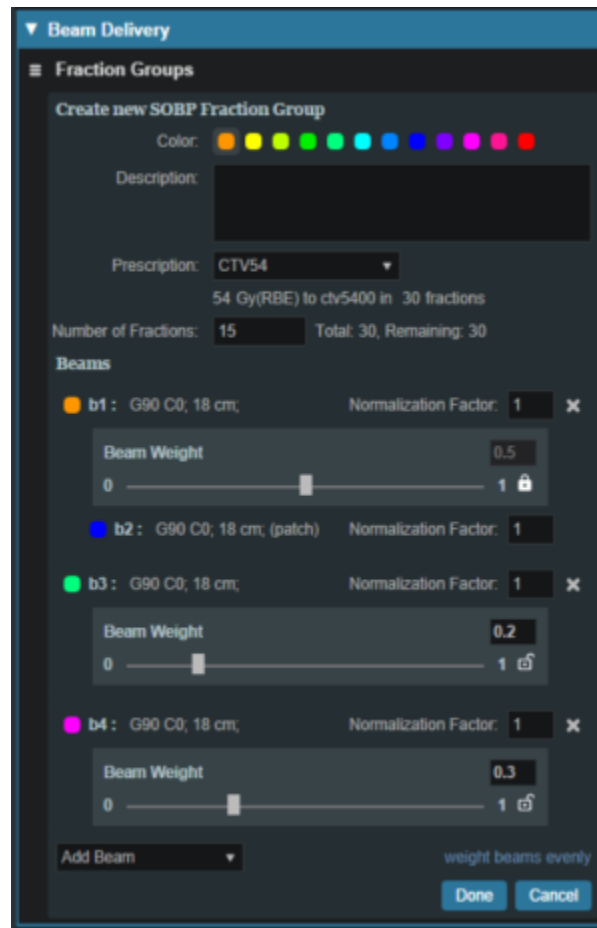 Beam Delivery
Fraction Groups
Create new SOBP Fraction Group
Color:
Description:
Prescription: CTV54
54 Gy(RBE) to ctv5400 in 30 fractions
Number of Fractions: 15 Total: 30, Remaining: 30
Beams
b1 : G90 C0; 18 cm; Normalization Factor: 1
Beam Weight 0.5
0 1
b2 : G90 C0; 18 cm; (patch) Normalization Factor: 1
b3 : G90 C0; 18 cm; Normalization Factor: 1
Beam Weight 0.2
0 1
b4 : G90 C0; 18 cm; Normalization Factor: 1
Beam Weight 0.3
0 1
Add Beam weight beams evenly
Done Cancel